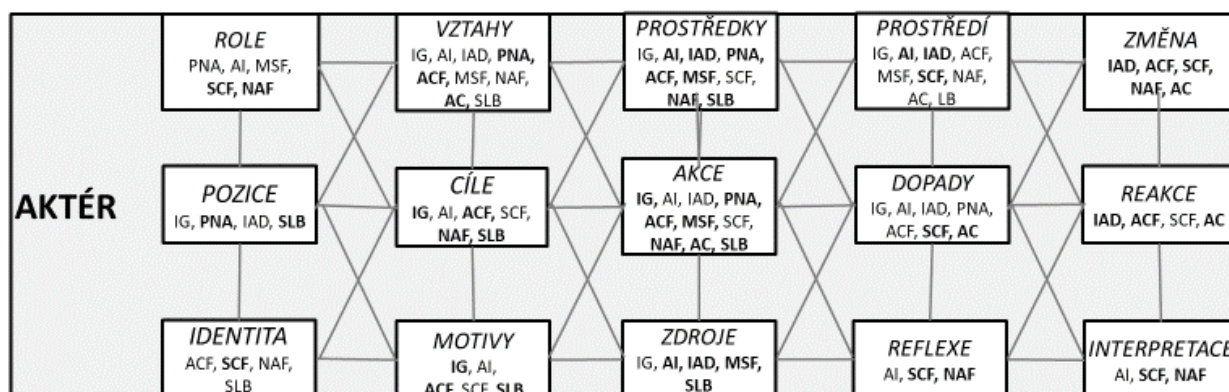 AKTÉR
ROLE
PNA, AI, MSF,
SCF, NAF
VZTAHY
IG, AI, IAD, PNA,
ACF, MSF, NAF,
AC, SLB
PROSTŘEDKY
IG, AI, IAD, PNA,
ACF, MSF, SCF,
NAF, SLB
PROSTŘEDÍ
IG, AI, IAD, ACF,
MSF, SCF, NAF,
AC, LB
ZMĚNA
IAD, ACF, SCF,
NAF, AC
POZICE
IG, PNA, IAD, SLB
CÍLE
IG, AI, ACF, SCF,
NAF, SLB
AKCE
IG, AI, IAD, PNA,
ACF, MSF, SCF,
NAF, AC, SLB
DOPADY
IG, AI, IAD, PNA,
ACF, SCF, AC
REAKCE
IAD, ACF, SCF, AC
IDENTITA
ACF, SCF, NAF,
SLB
MOTIVY
IG, AI,
ACF, SCF, SLB
ZDROJE
IG, AI, IAD, MSF,
SLB
REFLEXE
AI, SCF, NAF
INTERPRETACE
AI, SCF, NAF